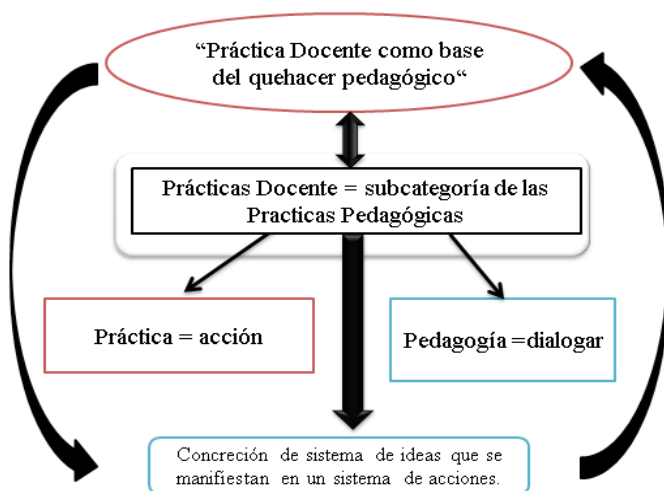 “Práctica Docente como base
del quehacer pedagógico“
Prácticas Docente = subcategoría de las
Practicas Pedagógicas
Práctica = acción
Pedagogía =dialogar
Concreción de sistema de ideas que se
manifiestan en un sistema de acciones.